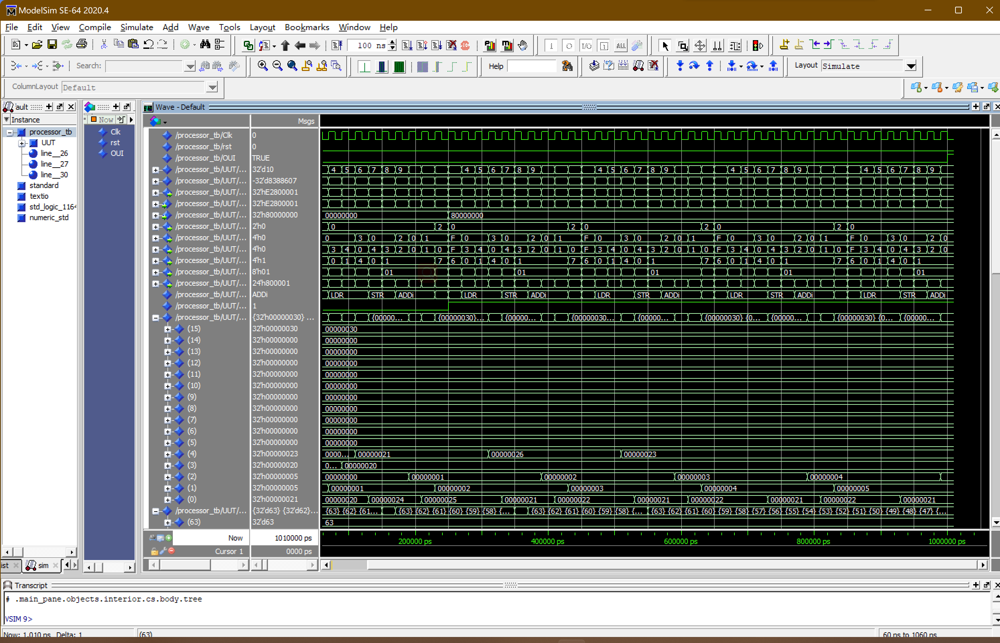 ModelSim SE-64 2020.4
File Edit View Compile Simulate Add Wave Tools Layout Bookmarks Window Help
100 ns
Search: Help Layout Simulate
ColumnLayout Default
ault Wave - Default
Instance Now Msgs
processor_tb
UUT
line__26
line__27
line__30
standard
textio
std_logic_1164
numeric_std
Clk
rst
OUI
/processor_tb/Clk 0
/processor_tb/rst 0
/processor_tb/OUI TRUE
/processor_tb/UUT/... 32'd10 4 5 6 7 8 9 4 5 6 7 8 9 4 5 6 7 8 9 4 5 6 7 8 9 4 5 6 7 8 9
/processor_tb/UUT/... -32'd8388607
/processor_tb/UUT/... 32'hE2800001
/processor_tb/UUT/... 32'hE2800001
/processor_tb/UUT/... 32'h80000000 00000000 80000000
/processor_tb/UUT/... 2'h0 0 2 0 2 0 2 0 2 0
/processor_tb/UUT/... 4'h0 0 3 0 2 0 1 F 0 3 0 2 0 1 F 0 3 0 2 0 1 F 0 3 0 2 0 1 F 0 3 0 2 0
/processor_tb/UUT/... 4'h0 3 4 0 4 3 2 0 1 0 F 3 4 0 4 3 2 0 1 0 F 3 4 0 4 3 2 0 1 0 F 3 4 0 4 3 2 0 1 0 F 3 4 0 4 3 2 0
/processor_tb/UUT/... 4'h1 0 1 4 0 1 7 6 0 1 4 0 1 7 6 0 1 4 0 1 7 6 0 1 4 0 1 7 6 0 1 4 0 1
/processor_tb/UUT/... 8'h01 01 01 01 01 01
/processor_tb/UUT/... 24'h800001
/processor_tb/UUT/... ADDi LDR STR ADDi LDR STR ADDi LDR STR ADDi LDR STR ADDi LDR STR ADDi
/processor_tb/UUT/... 1
/processor_tb/UUT/... {32'h00000030} ... {00000... {00000030}... {00000... {00000030... {00000... {00000030} {0... {00000... {00000030} {0... {00000...
(15) 32'h00000030 00000030
(14) 32'h00000000 00000000
(13) 32'h00000000 00000000
(12) 32'h00000000 00000000
(11) 32'h00000000 00000000
(10) 32'h00000000 00000000
(9) 32'h00000000 00000000
(8) 32'h00000000 00000000
(7) 32'h00000000 00000000
(6) 32'h00000000 00000000
(5) 32'h00000000 00000000
(4) 32'h00000023 0000... 00000021 00000026 00000023
(3) 32'h00000020 0... 00000020
(2) 32'h00000005 00000000 00000001 00000002 00000003 00000004
(1) 32'h00000005 00000001 00000002 00000003 00000004 00000005
(0) 32'h00000021 00000020 00000024 00000025 00000021 00000022 00000021 00000022 00000021 00000022 00000021
/processor_tb/UUT/... {32'd63} {32'd62}... {63} {62} {61... {63} {62} {61} {60} {59} {58} {... {63} {62} {61} {60} {59} {58} {... {63} {62} {61} {60} {59} {58} {57} {56} {55} {54} {53} {52} {51} {50} {49} {48} {47} {...
(63) 32'd63 63
Now 1010000 ps 200000 ps 400000 ps 600000 ps 800000 ps 1000000 ps
Cursor 1 0000 ps
ist sim
Transcript
# .main_pane.objects.interior.cs.body.tree
VSIM 9>
Now: 1,010 ns Delta: 1 (63) 60 ns to 1060 ns